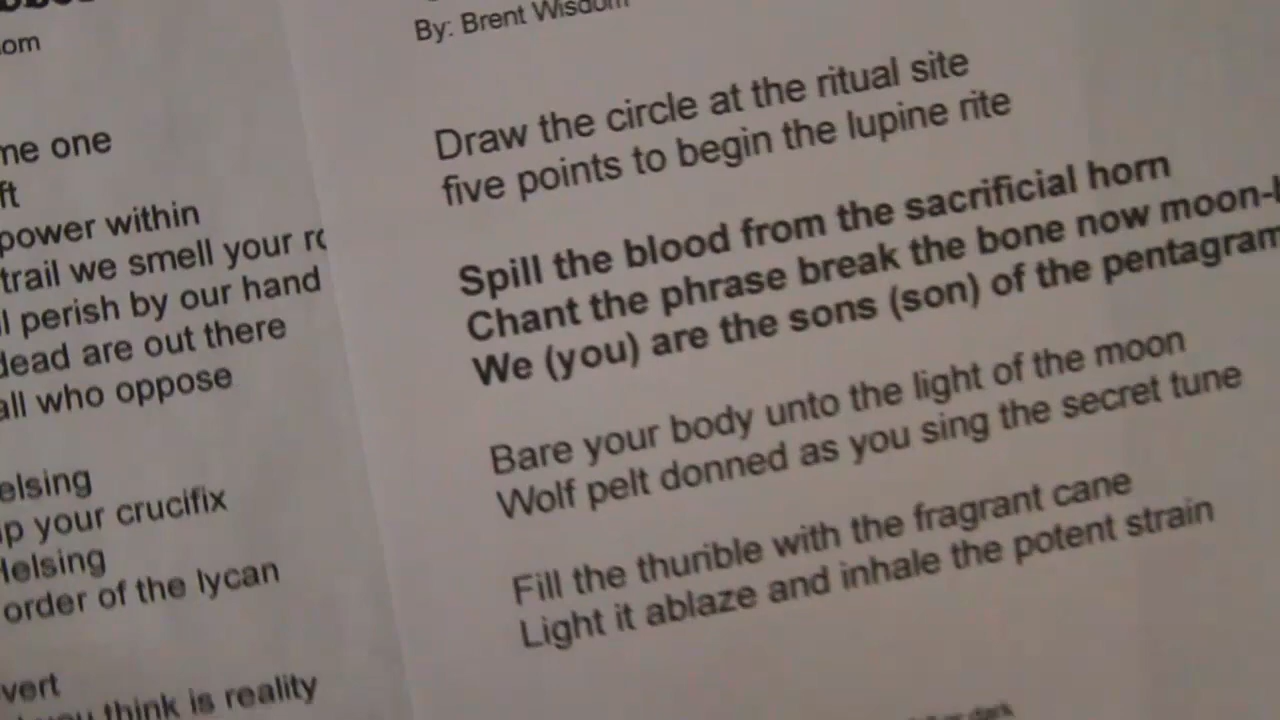 om
me one
ft
power within
trail we smell your
l perish by our hand
dead are out there
all who oppose
elsing
up your crucifix
Helsing
order of the lycan
vert
you think is reality
By: Brent Wisdom
Draw the circle at the ritual site
five points to begin the lupine rite
Spill the blood from the sacrificial horn
Chant the phrase break the bone now moon-
We (you) are the sons (son) of the pentagram
Bare your body unto the light of the moon
Wolf pelt donned as you sing the secret tune
Fill the thurible with the fragrant cane
Light it ablaze and inhale the potent strain
dark